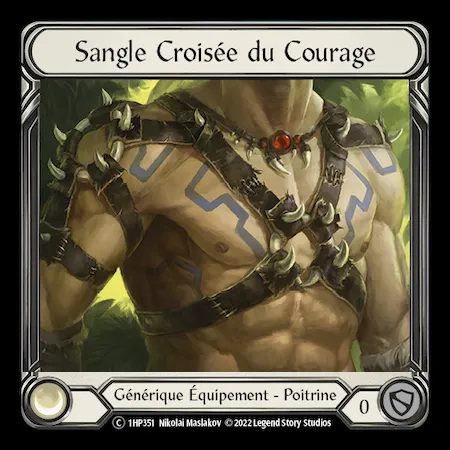 Sangle Croisée du Courage
Générique Équipement - Poitrine
0
C 1HP351 Nikolai Maslakov © 2022 Legend Story Studios